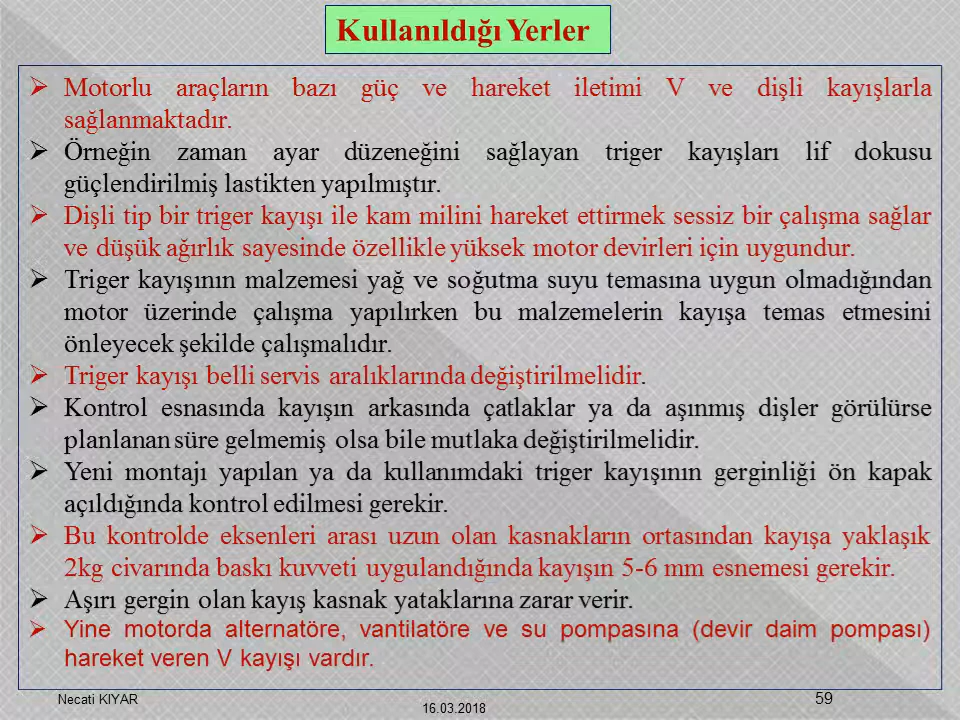 Kullanıldığı Yerler
➢ Motorlu araçların bazı güç ve hareket iletimi V ve dişli kayışlarla
sağlanmaktadır.
➢ Örneğin zaman ayar düzeneğini sağlayan triger kayışları lif dokusu
güçlendirilmiş lastikten yapılmıştır.
➢ Dişli tip bir triger kayışı ile kam milini hareket ettirmek sessiz bir çalışma sağlar
ve düşük ağırlık sayesinde özellikle yüksek motor devirleri için uygundur.
➢ Triger kayışının malzemesi yağ ve soğutma suyu temasına uygun olmadığından
motor üzerinde çalışma yapılırken bu malzemelerin kayışa temas etmesini
önleyecek şekilde çalışmalıdır.
➢ Triger kayışı belli servis aralıklarında değiştirilmelidir.
➢ Kontrol esnasında kayışın arkasında çatlaklar ya da aşınmış dişler görülürse
planlanan süre gelmemiş olsa bile mutlaka değiştirilmelidir.
➢ Yeni montajı yapılan ya da kullanımdaki triger kayışının gerginliği ön kapak
açıldığında kontrol edilmesi gerekir.
➢ Bu kontrolde eksenleri arası uzun olan kasnakların ortasından kayışa yaklaşık
2kg civarında baskı kuvveti uygulandığında kayışın 5-6 mm esnemesi gerekir.
➢ Aşırı gergin olan kayış kasnak yataklarına zarar verir.
➢ Yine motorda alternatöre, vantilatöre ve su pompasına (devir daim pompası)
hareket veren V kayışı vardır.
Necati KIYAR
16.03.2018
59